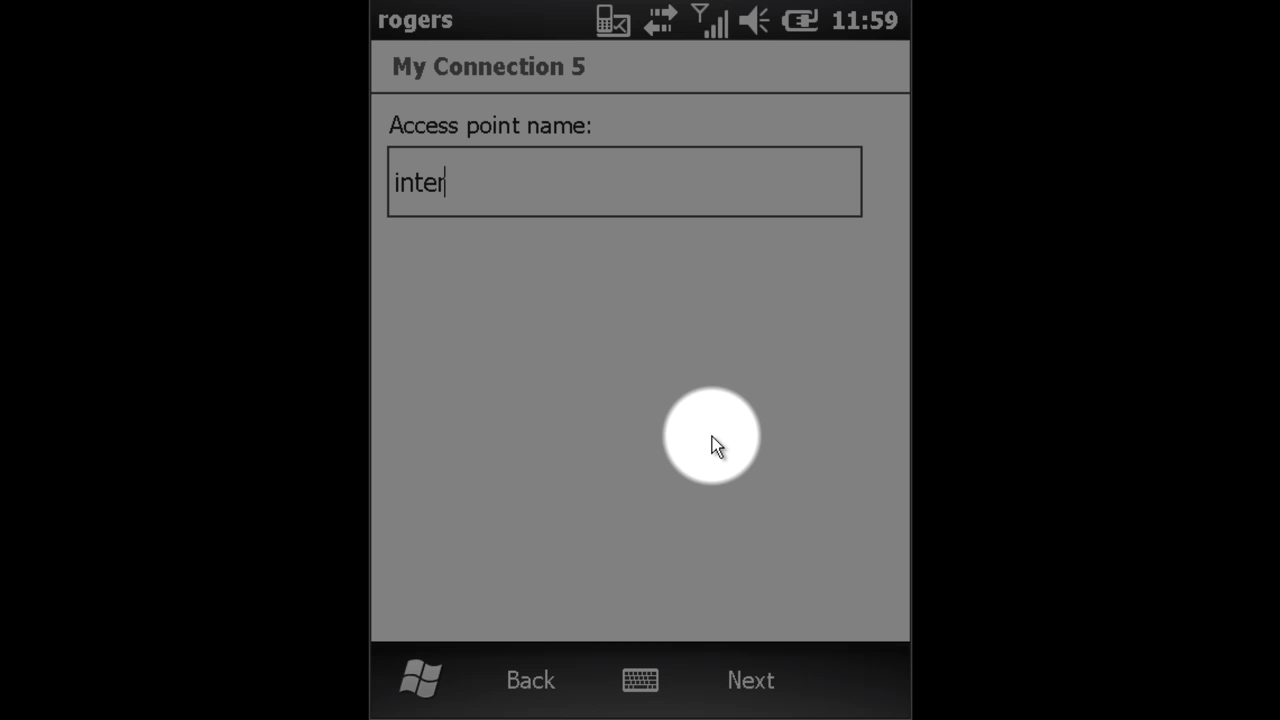 rogers 11:59
My Connection 5
Access point name:
inter
Back Next